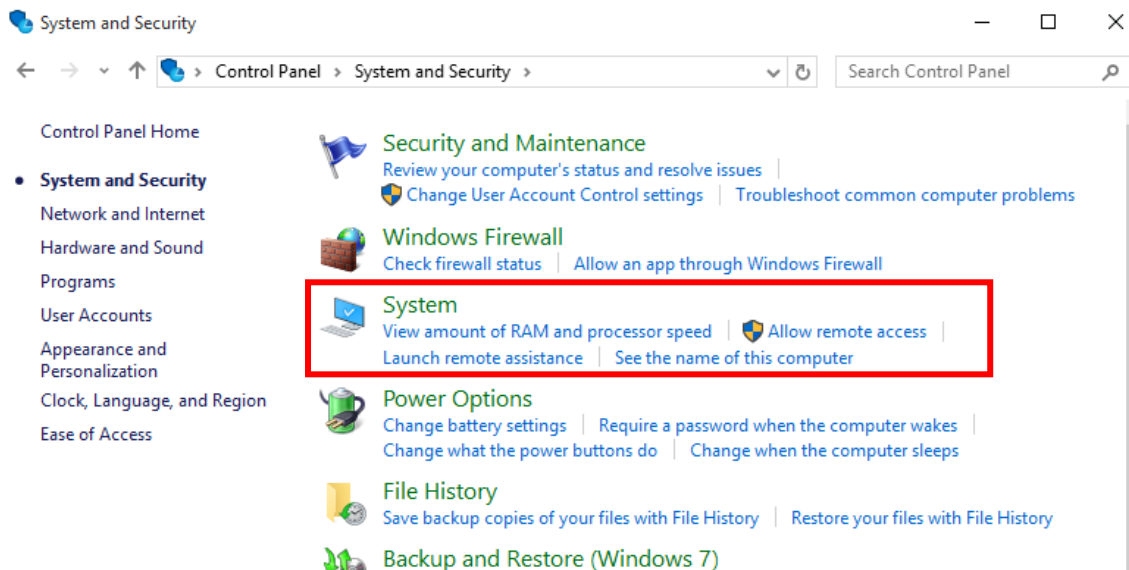 System and Security
Control Panel > System and Security >
Search Control Panel
Control Panel Home
System and Security
Network and Internet
Hardware and Sound
Programs
User Accounts
Appearance and
Personalization
Clock, Language, and Region
Ease of Access
Security and Maintenance
Review your computer's status and resolve issues
Change User Account Control settings
Troubleshoot common computer problems
Windows Firewall
Check firewall status
Allow an app through Windows Firewall
System
View amount of RAM and processor speed
Allow remote access
Launch remote assistance
See the name of this computer
Power Options
Change battery settings
Require a password when the computer wakes
Change what the power buttons do
Change when the computer sleeps
File History
Save backup copies of your files with File History
Restore your files with File History
Backup and Restore (Windows 7)